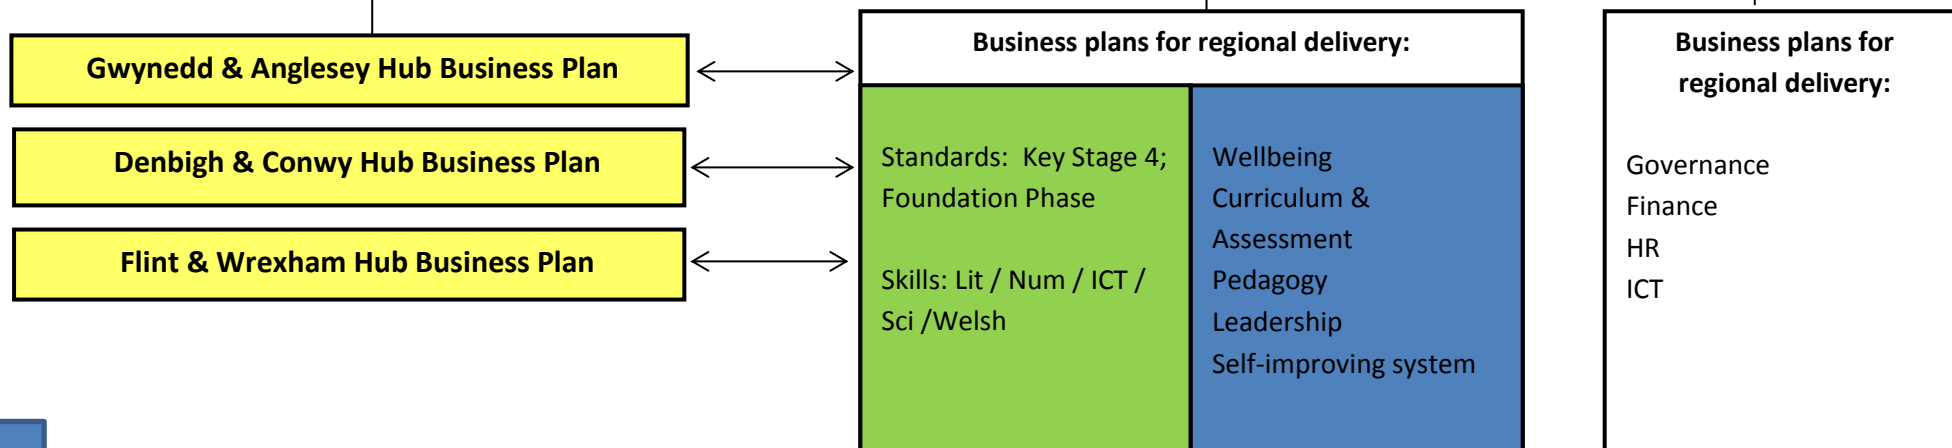 Gwynedd & Anglesey Hub Business Plan
Denbigh & Conwy Hub Business Plan
Flint & Wrexham Hub Business Plan
Business plans for regional delivery:
Standards:  Key Stage 4;
Foundation Phase
Skills: Lit / Num / ICT /
Sci /Welsh
Wellbeing
Curriculum &
Assessment
Pedagogy
Leadership
Self-improving system
Business plans for
regional delivery:
Governance
Finance
HR
ICT